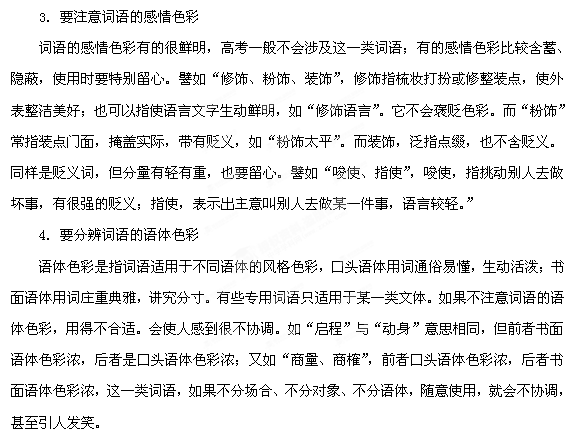 3. 要注意词语的感情色彩
词语的感情色彩有的很鲜明，高考一般不会涉及这一类词语；有的感情色彩比较含蓄、
隐蔽，使用时要特别留心。譬如“修饰、粉饰、装饰”，修饰指梳妆打扮或修整装点，使外
表整洁美好；也可以指使语言文字生动鲜明，如“修饰语言”。它不会褒贬色彩。而“粉饰”
常指装点门面，掩盖实际，带有贬义，如“粉饰太平”。而装饰，泛指点缀，也不含贬义。
同样是贬义词，但分量有轻有重，也要留心。譬如“唆使、指使”，唆使，指挑动别人去做
坏事，有很强的贬义；指使，表示出主意叫别人去做某一件事，语言较轻。”
4. 要分辨词语的语体色彩
语体色彩是指词语适用于不同语体的风格色彩，口头语体用词通俗易懂，生动活泼；书
面语体用词庄重典雅，讲究分寸。有些专用词语只适用于某一类文体。如果不注意词语的语
体色彩，用得不合适。会使人感到很不协调。如“启程”与“动身”意思相同，但前者书面
语体色彩浓，后者是口头语体色彩浓；又如“商量、商榷”，前者口头语体色彩浓，后者书
面语体色彩浓，这一类词语，如果不分场合、不分对象、不分语体，随意使用，就会不协调，
甚至引人发笑。